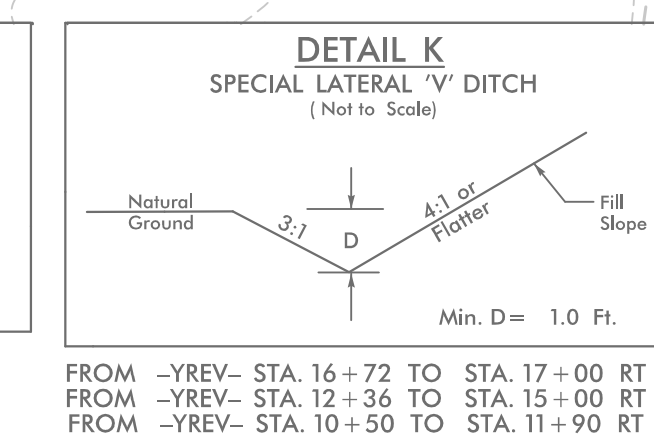 DETAIL K
SPECIAL LATERAL 'V' DITCH
( Not to Scale)
Natural
Ground
3:1
D
4:1 or
Flatter
Fill
Slope
Min. D= 1.0 Ft.
FROM –YREV– STA. 16+72 TO STA. 17+00 RT
FROM –YREV– STA. 12+36 TO STA. 15+00 RT
FROM –YREV– STA. 10+50 TO STA. 11+90 RT